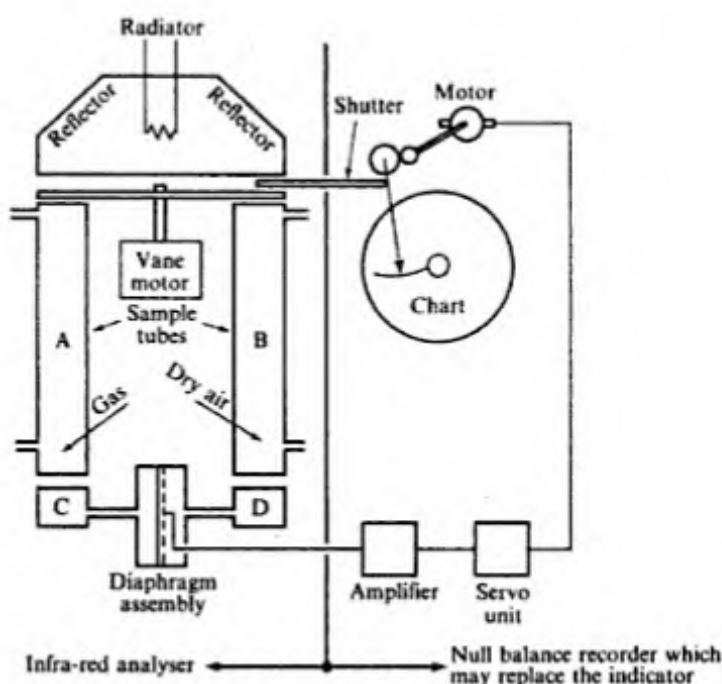 Radiator
Reflector
Reflector
Shutter
Motor
Vane
motor
Sample
tubes
A
B
Chart
Gas
Dry air
C
D
Diaphragm
assembly
Amplifier
Servo
unit
Infra-red analyser
Null balance recorder which
may replace the indicator